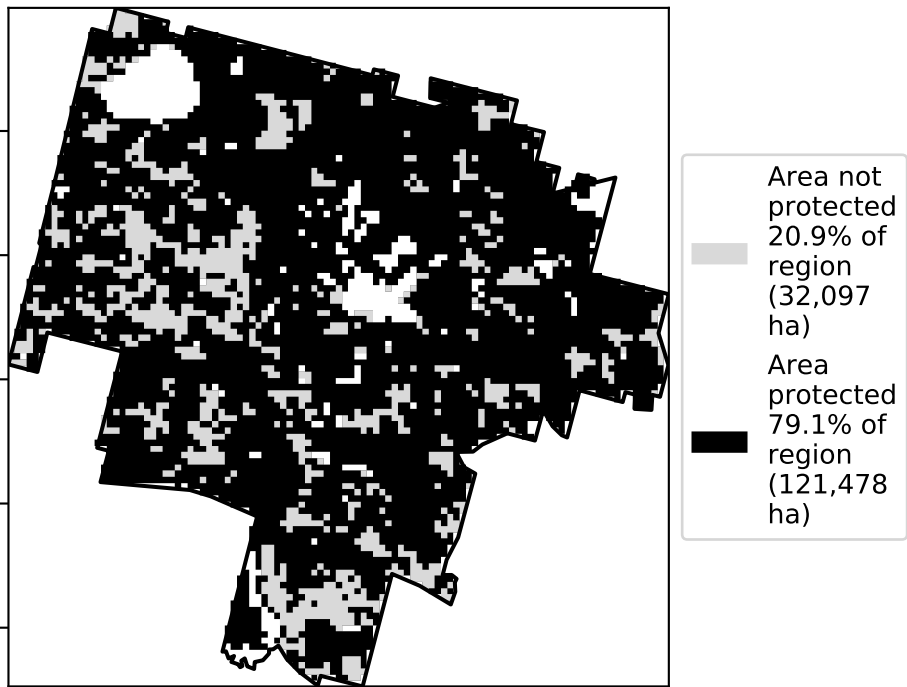 Area not
protected
20.9% of
region
(32,097
ha)
Area
protected
79.1% of
region
(121,478
ha)